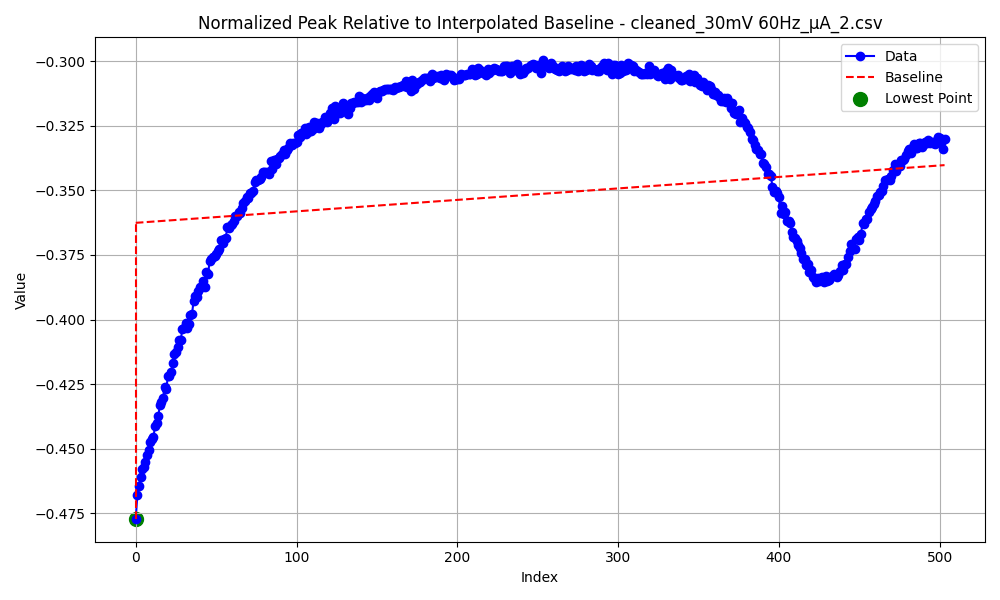 Normalized Peak Relative to Interpolated Baseline - cleaned_30mV 60Hz_μA_2.csv
Data
Baseline
Lowest Point
−0.300
−0.325
−0.350
−0.375
−0.400
−0.425
−0.450
−0.475
Value
0 100 200 300 400 500
Index